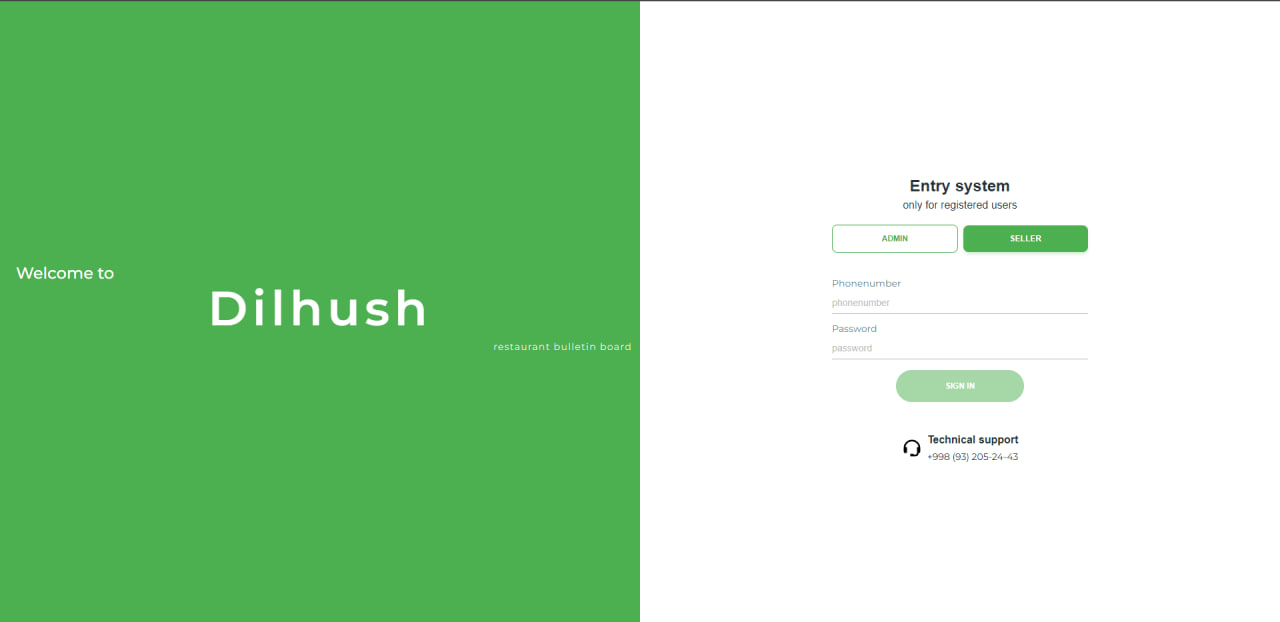 Welcome to
Dilhush
restaurant bulletin board
Entry system
only for registered users
ADMIN
SELLER
Phonenumber
phonenumber
Password
password
SIGN IN
Technical support
+998 (93) 205-24-43